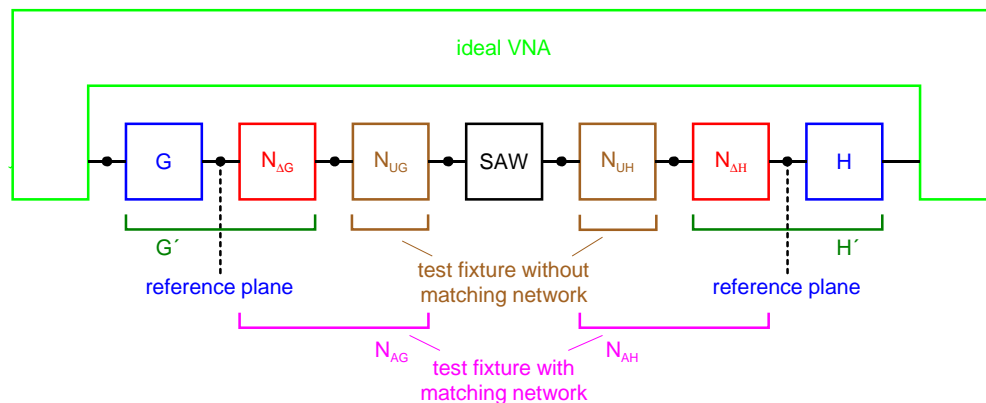 ideal VNA
G
NΔG
NUG
SAW
NUH
NΔH
H
G´
H´
test fixture without
matching network
reference plane
reference plane
NAG
NAH
test fixture with
matching network